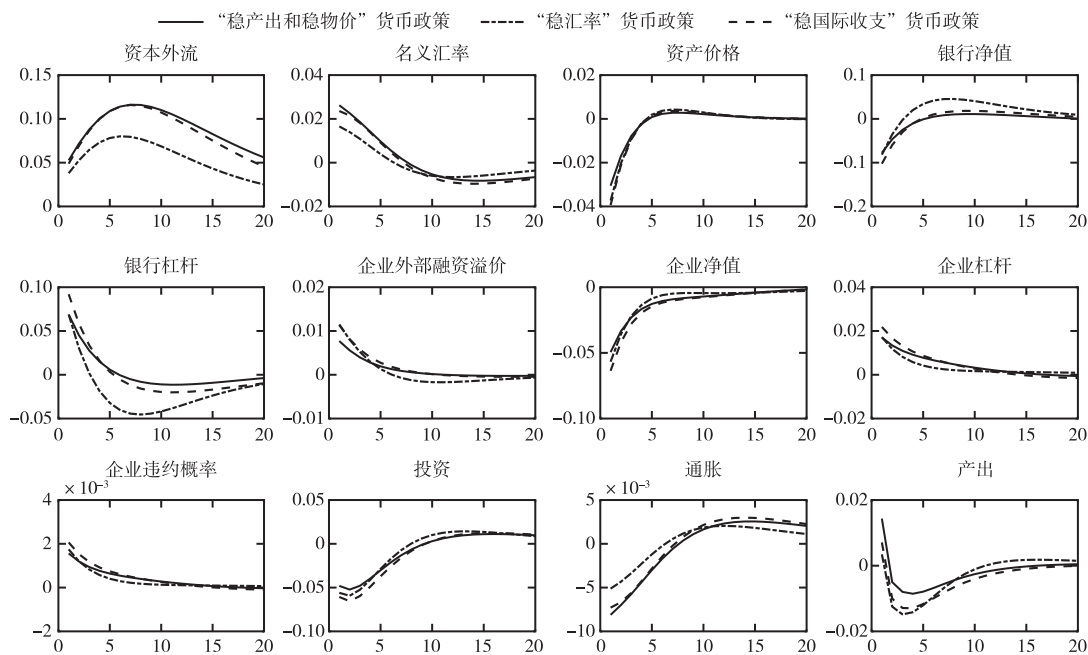 “稳产出和稳物价”货币政策 “稳汇率”货币政策 “稳国际收支”货币政策
资本外流 名义汇率 资产价格 银行净值
0.15 0.04 0.02 0.1
0.10 0.02 0 0
0.05 0 −0.02 −0.1
0 −0.02 −0.04 −0.2
0 5 10 15 20 0 5 10 15 20 0 5 10 15 20 0 5 10 15 20
银行杠杆 企业外部融资溢价 企业净值 企业杠杆
0.10 0.02 0 0.04
0.05 0.01 −0.05 0.02
0 0 0
−0.05 −0.01 −0.10 −0.02
0 5 10 15 20 0 5 10 15 20 0 5 10 15 20 0 5 10 15 20
企业违约概率 投资 通胀 产出
× 10⁻³ × 10⁻³
4 0.05 5 0.02
2 0 0 0
0 −0.05 −5
−2 −0.10 −10 −0.02
0 5 10 15 20 0 5 10 15 20 0 5 10 15 20 0 5 10 15 20